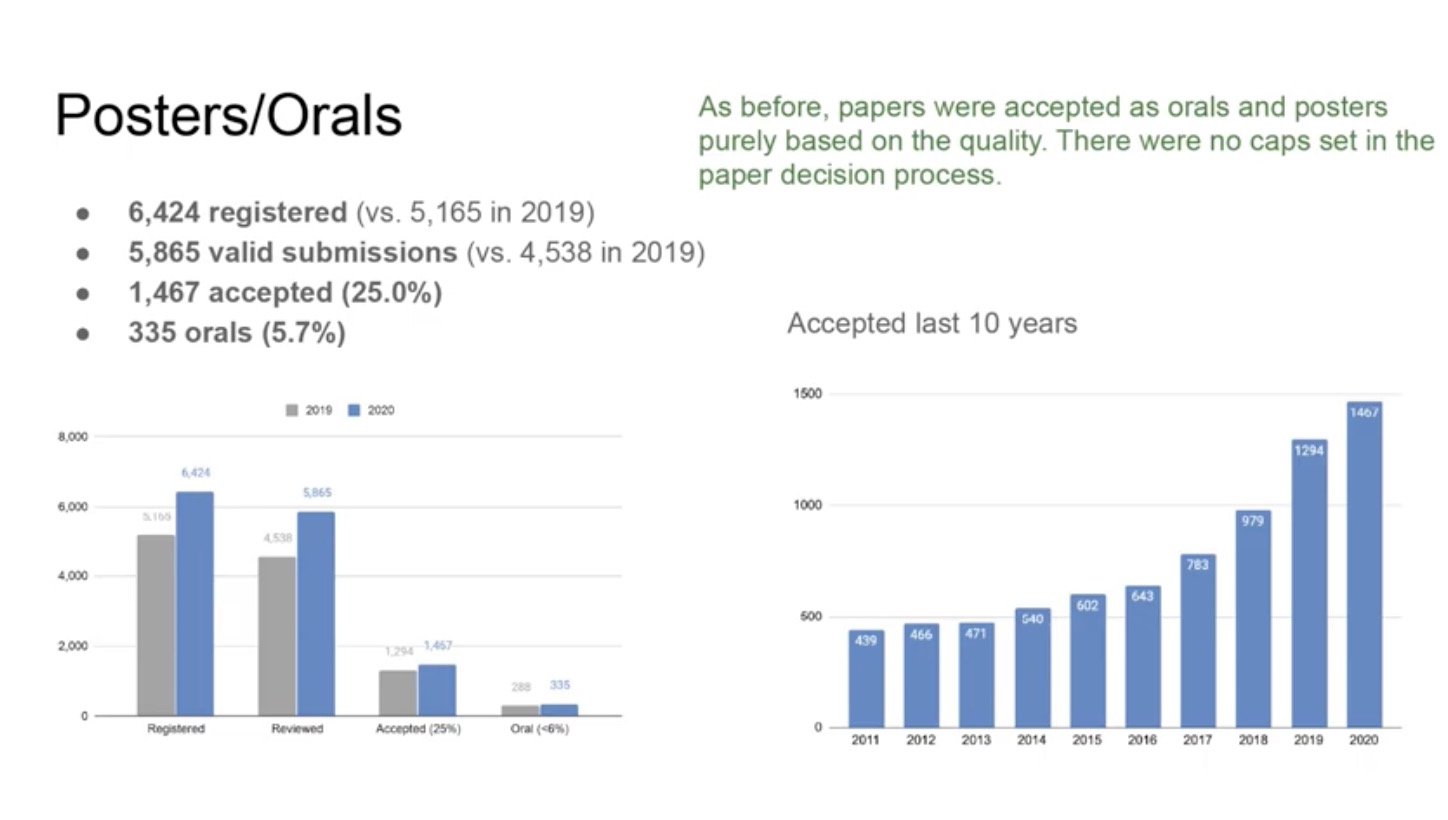 Posters/Orals
As before, papers were accepted as orals and posters
purely based on the quality. There were no caps set in the
paper decision process.
● 6,424 registered (vs. 5,165 in 2019)
● 5,865 valid submissions (vs. 4,538 in 2019)
● 1,467 accepted (25.0%)
● 335 orals (5.7%)
2019 2020
8,000
6,000
4,000
2,000
0
5,165 6,424
4,538 5,865
1,294 1,467
288 335
Registered Reviewed Accepted (25%) Oral (<6%)
Accepted last 10 years
1500
1000
500
0
439 466 471 540 602 643 783 979 1294 1467
2011 2012 2013 2014 2015 2016 2017 2018 2019 2020